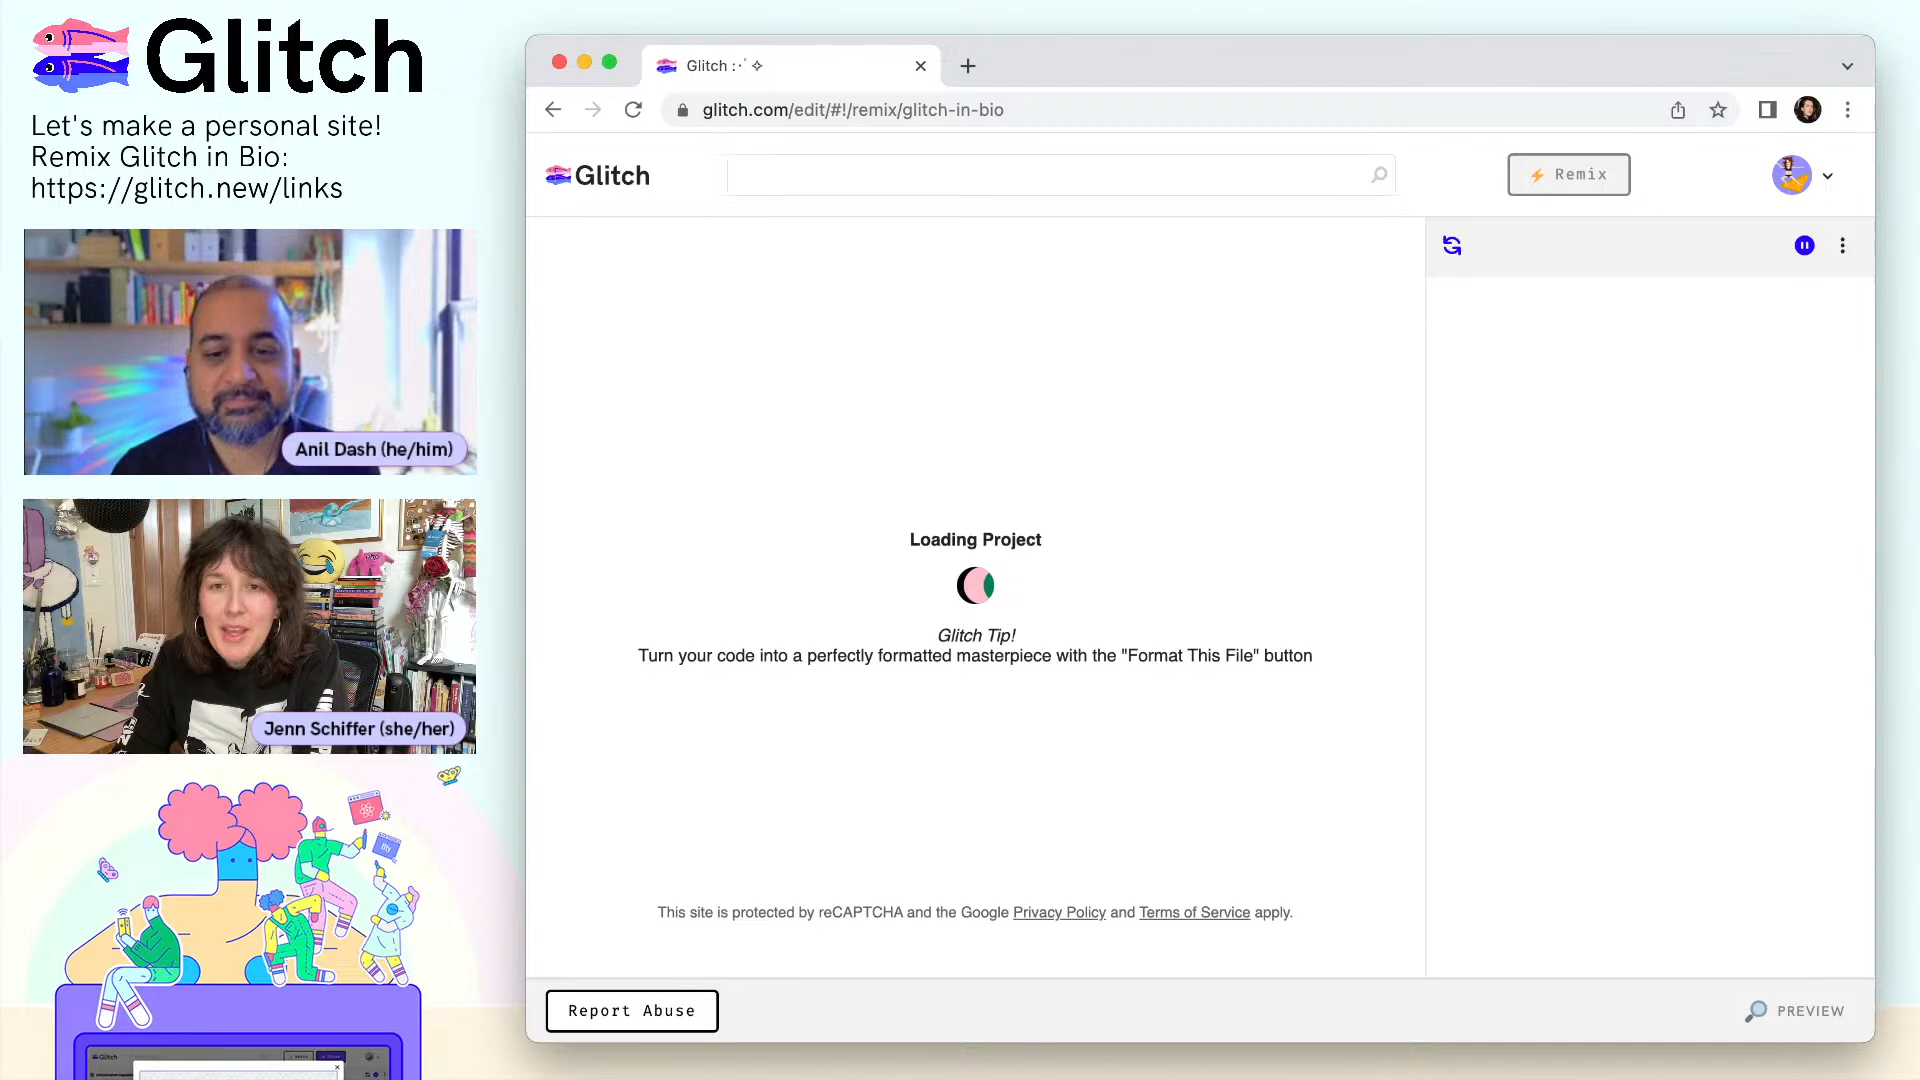 Glitch
Let's make a personal site!
Remix Glitch in Bio:
https://glitch.new/links
Anil Dash (he/him)
Jenn Schiffer (she/her)
Glitch :·ﾟ✧
glitch.com/edit/#!/remix/glitch-in-bio
Glitch
⚡ Remix
Loading Project
Glitch Tip!
Turn your code into a perfectly formatted masterpiece with the "Format This File" button
This site is protected by reCAPTCHA and the Google Privacy Policy and Terms of Service apply.
Report Abuse
PREVIEW
Glitch